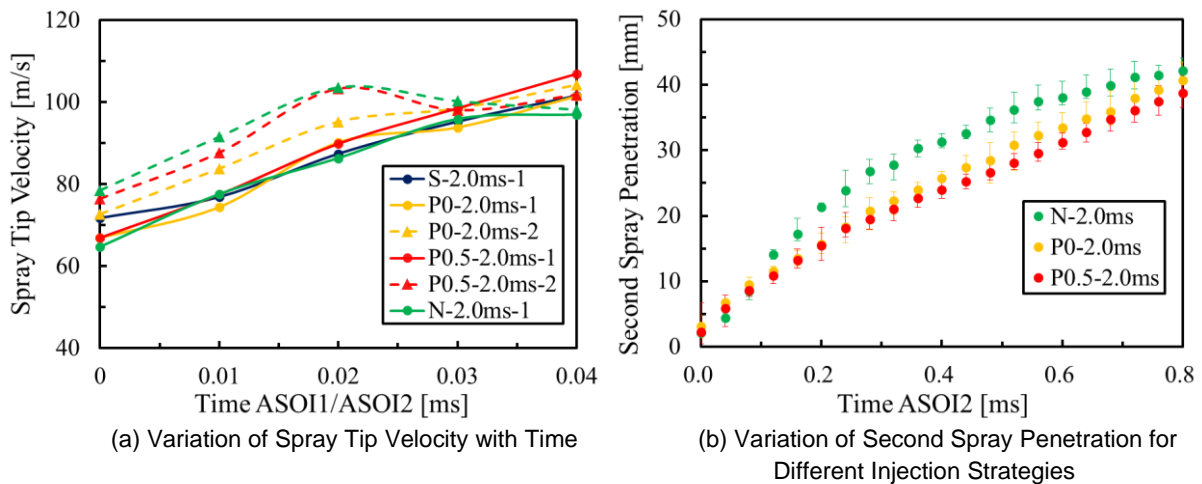 120
100
80
60
40
Spray Tip Velocity [m/s]
S-2.0ms-1
P0-2.0ms-1
P0-2.0ms-2
P0.5-2.0ms-1
P0.5-2.0ms-2
N-2.0ms-1
0 0.01 0.02 0.03 0.04
Time ASOI1/ASOI2 [ms]
(a) Variation of Spray Tip Velocity with Time
50
40
30
20
10
0
Second Spray Penetration [mm]
N-2.0ms
P0-2.0ms
P0.5-2.0ms
0.0 0.2 0.4 0.6 0.8
Time ASOI2 [ms]
(b) Variation of Second Spray Penetration for
Different Injection Strategies